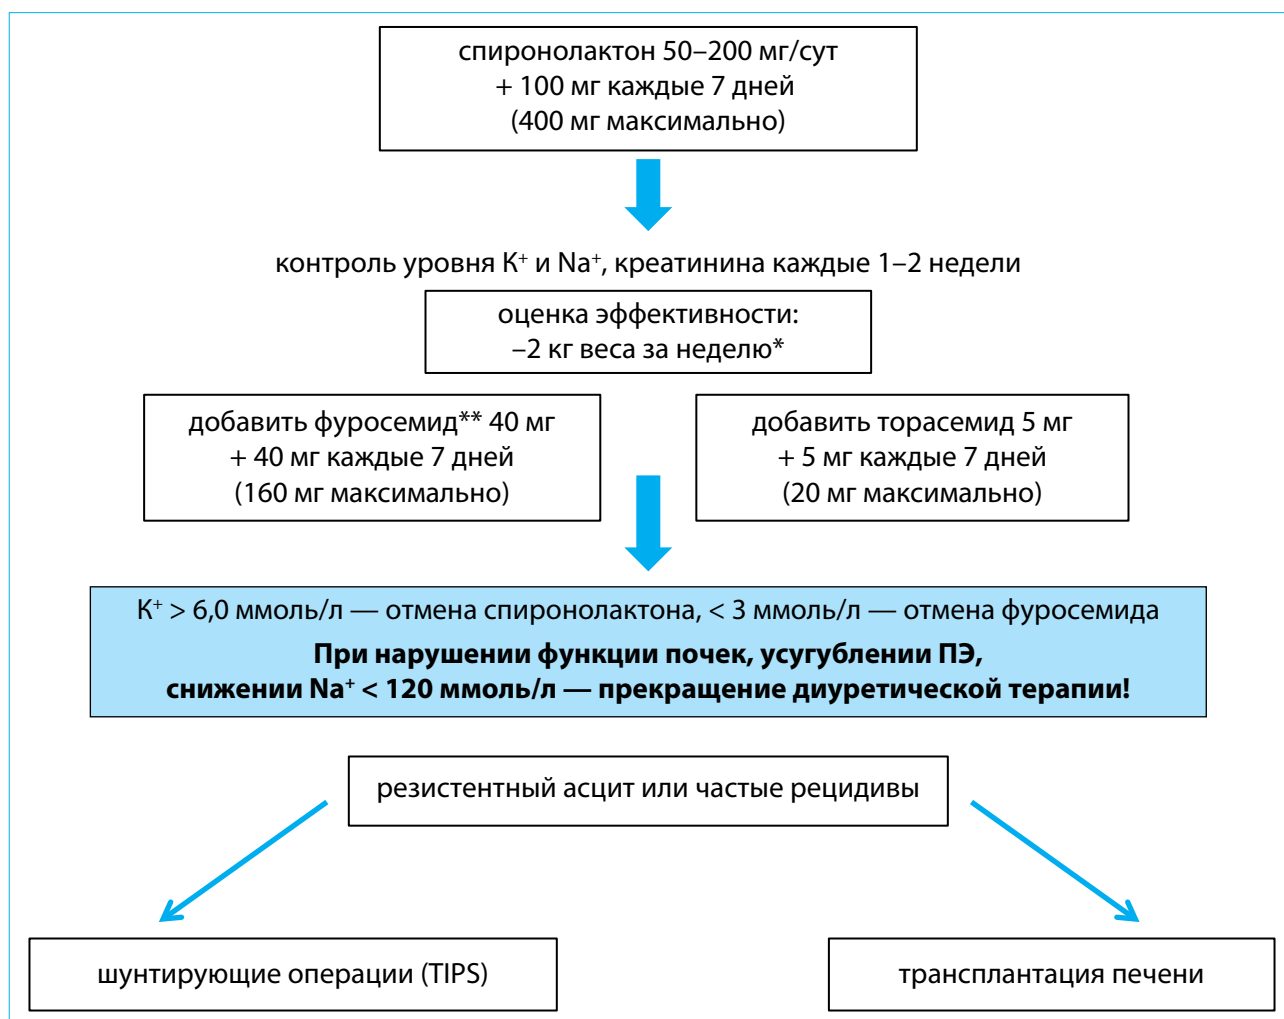 спиронолактон 50–200 мг/сут
+ 100 мг каждые 7 дней
(400 мг максимально)
контроль уровня K⁺ и Na⁺, креатинина каждые 1–2 недели
оценка эффективности:
–2 кг веса за неделю*
добавить фуросемид** 40 мг
+ 40 мг каждые 7 дней
(160 мг максимально)
добавить торасемид 5 мг
+ 5 мг каждые 7 дней
(20 мг максимально)
K⁺ > 6,0 ммоль/л — отмена спиронолактона, < 3 ммоль/л — отмена фуросемида
При нарушении функции почек, усугублении ПЭ,
снижении Na⁺ < 120 ммоль/л — прекращение диуретической терапии!
резистентный асцит или частые рецидивы
шунтирующие операции (TIPS)
трансплантация печени